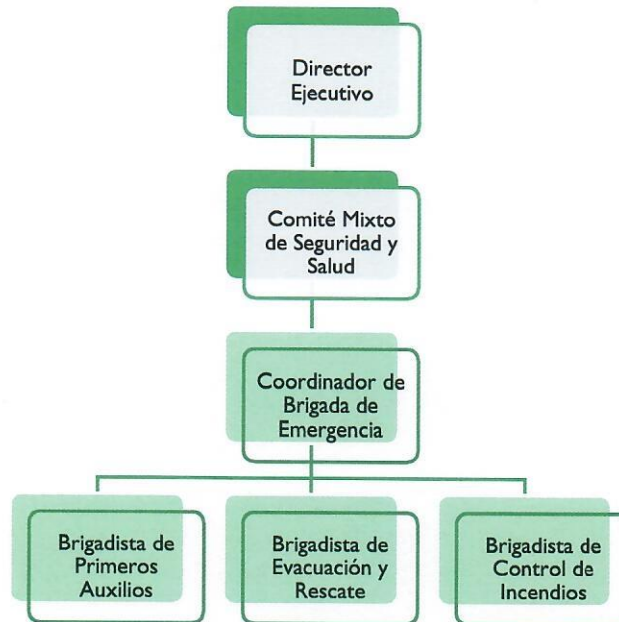 Director
Ejecutivo
Comité Mixto
de Seguridad y
Salud
Coordinador de
Brigada de
Emergencia
Brigadista de
Primeros
Auxilios
Brigadista de
Evacuación y
Rescate
Brigadista de
Control de
Incendios